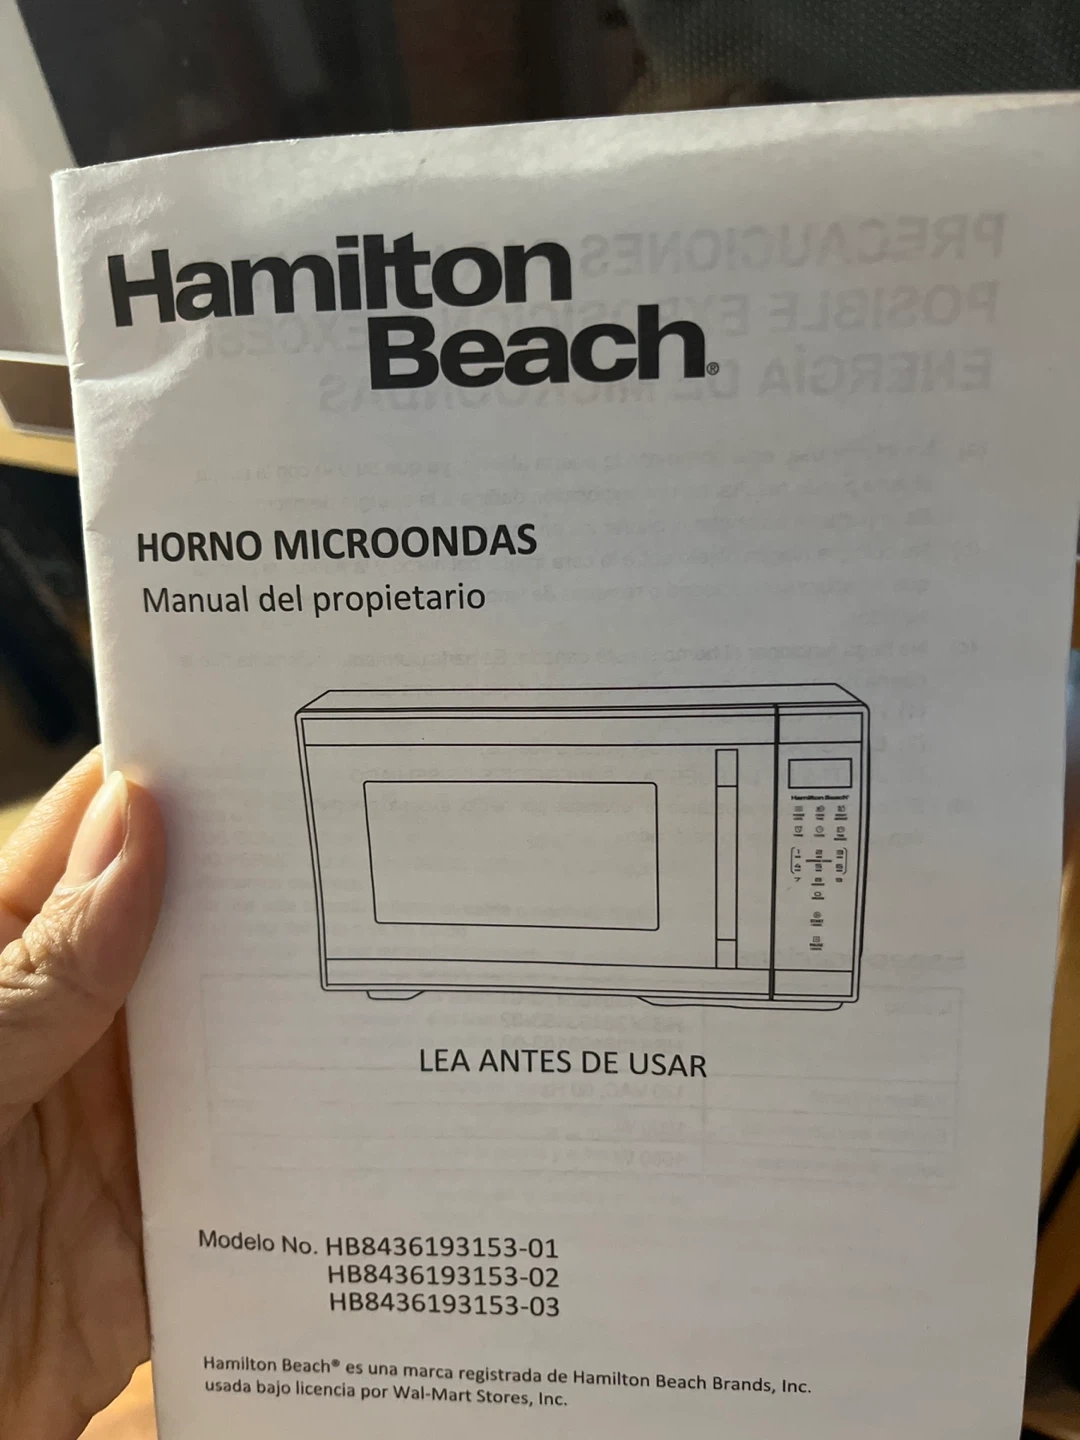 Hamilton
Beach®
HORNO MICROONDAS
Manual del propietario
Hamilton Beach
LEA ANTES DE USAR
Modelo No. HB8436193153-01
HB8436193153-02
HB8436193153-03
Hamilton Beach® es una marca registrada de Hamilton Beach Brands, Inc.
usada bajo licencia por Wal-Mart Stores, Inc.